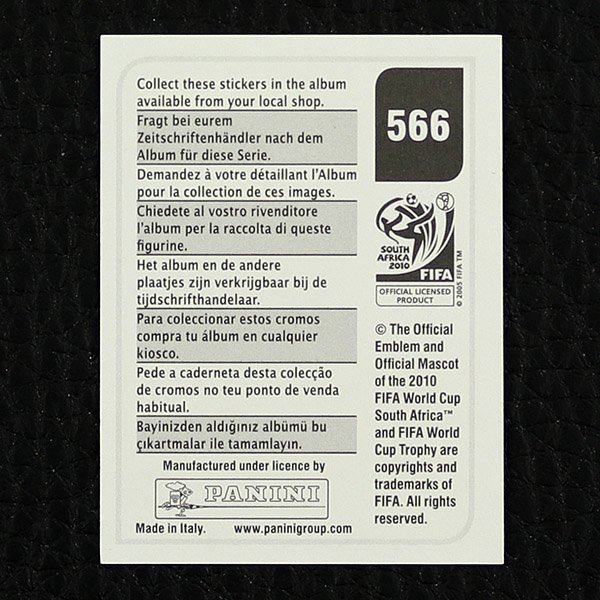 Collect these stickers in the album
available from your local shop.
Fragt bei eurem
Zeitschriftenhändler nach dem
Album für diese Serie.
Demandez à votre détaillant l'Album
pour la collection de ces images.
Chiedete al vostro rivenditore
l'album per la raccolta di queste
figurine.
Het album en de andere
plaatjes zijn verkrijgbaar bij de
tijdschrifthandelaar.
Para coleccionar estos cromos
compra tu álbum en cualquier
kiosco.
Pede a caderneta desta colecção
de cromos no teu ponto de venda
habitual.
Bayinizden aldığınız albümü bu
çıkartmalar ile tamamlayın.
Manufactured under licence by
PANINI
Made in Italy. www.paninigroup.com
566
SOUTH
AFRICA
2010
FIFA
OFFICIAL LICENSED
PRODUCT
© 2005 FIFA TM
© The Official
Emblem and
Official Mascot
of the 2010
FIFA World Cup
South Africa™
and FIFA World
Cup Trophy are
copyrights and
trademarks of
FIFA. All rights
reserved.